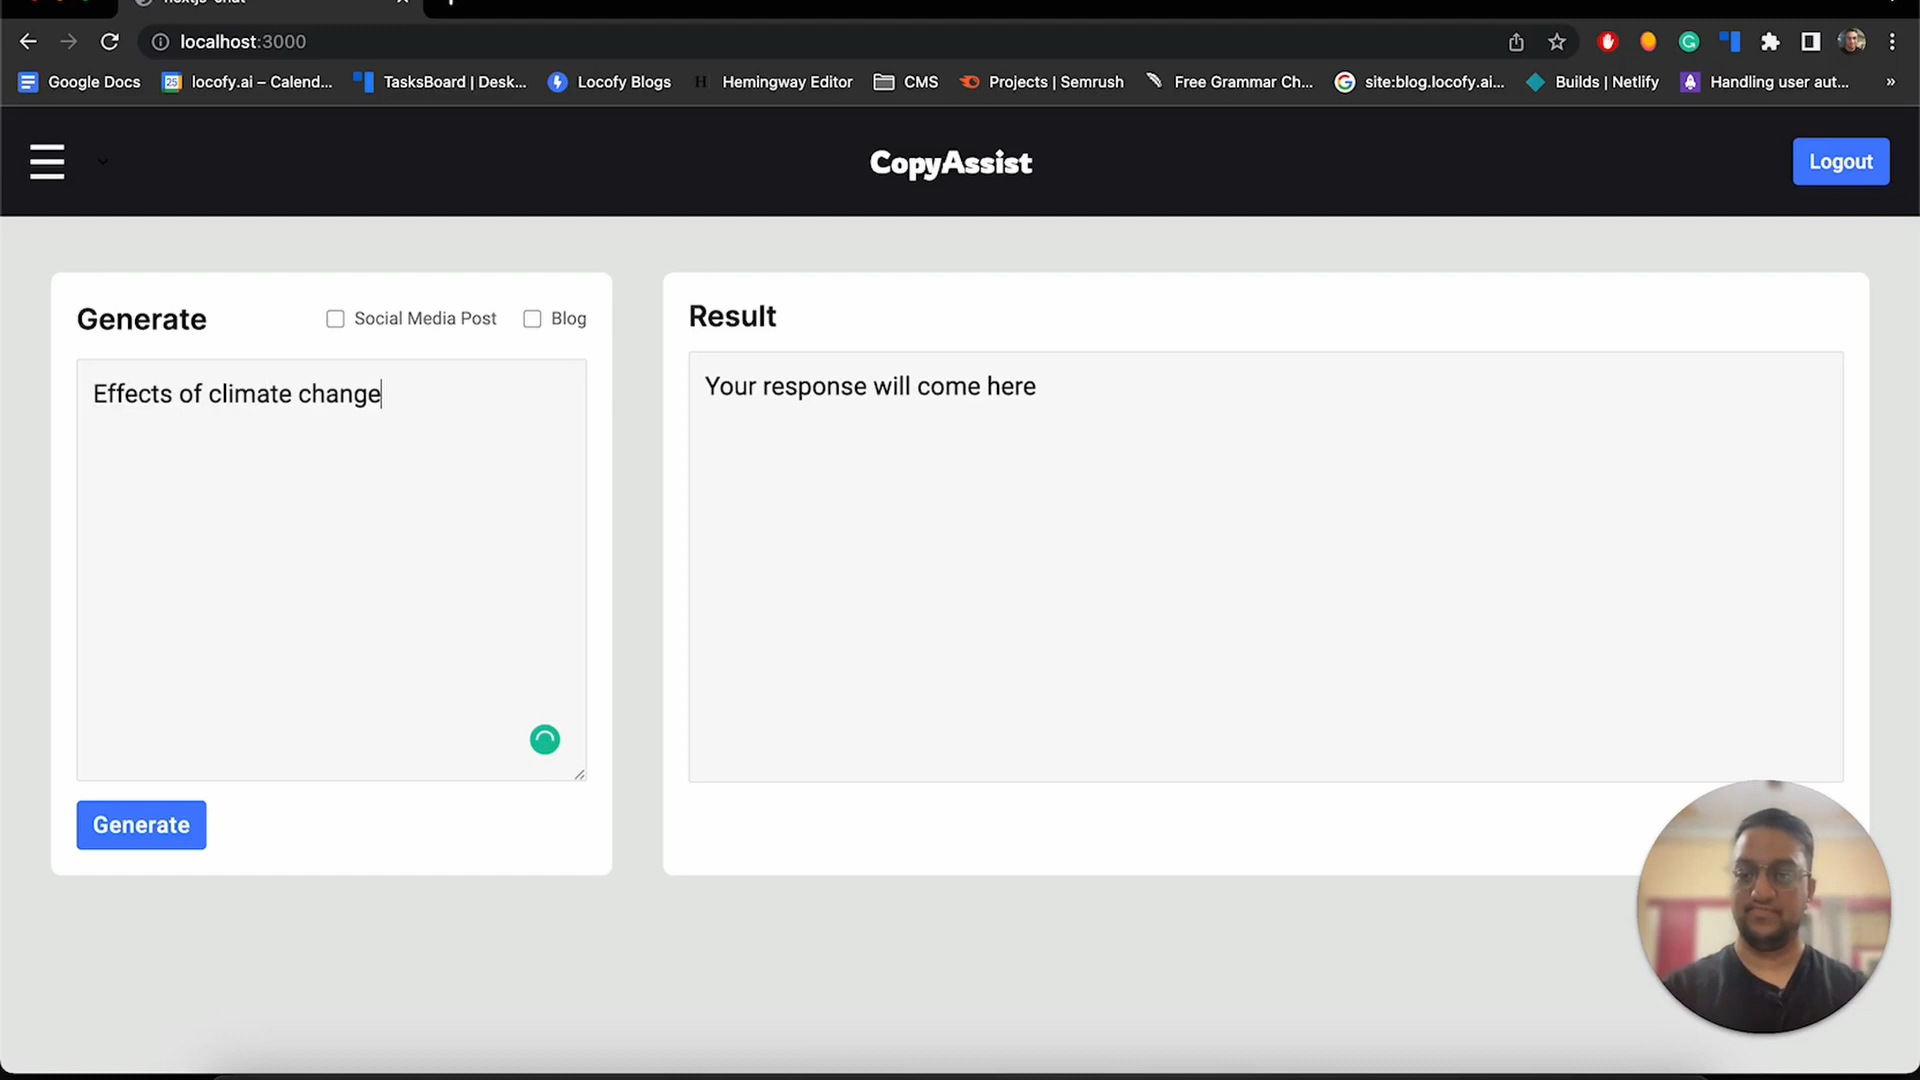 localhost:3000
Google Docs
locofy.ai – Calend...
TasksBoard | Desk...
Locofy Blogs
H
Hemingway Editor
CMS
Projects | Semrush
Free Grammar Ch...
site:blog.locofy.ai...
Builds | Netlify
Handling user aut...
»
CopyAssist
Logout
Generate
Social Media Post
Blog
Effects of climate change
Generate
Result
Your response will come here